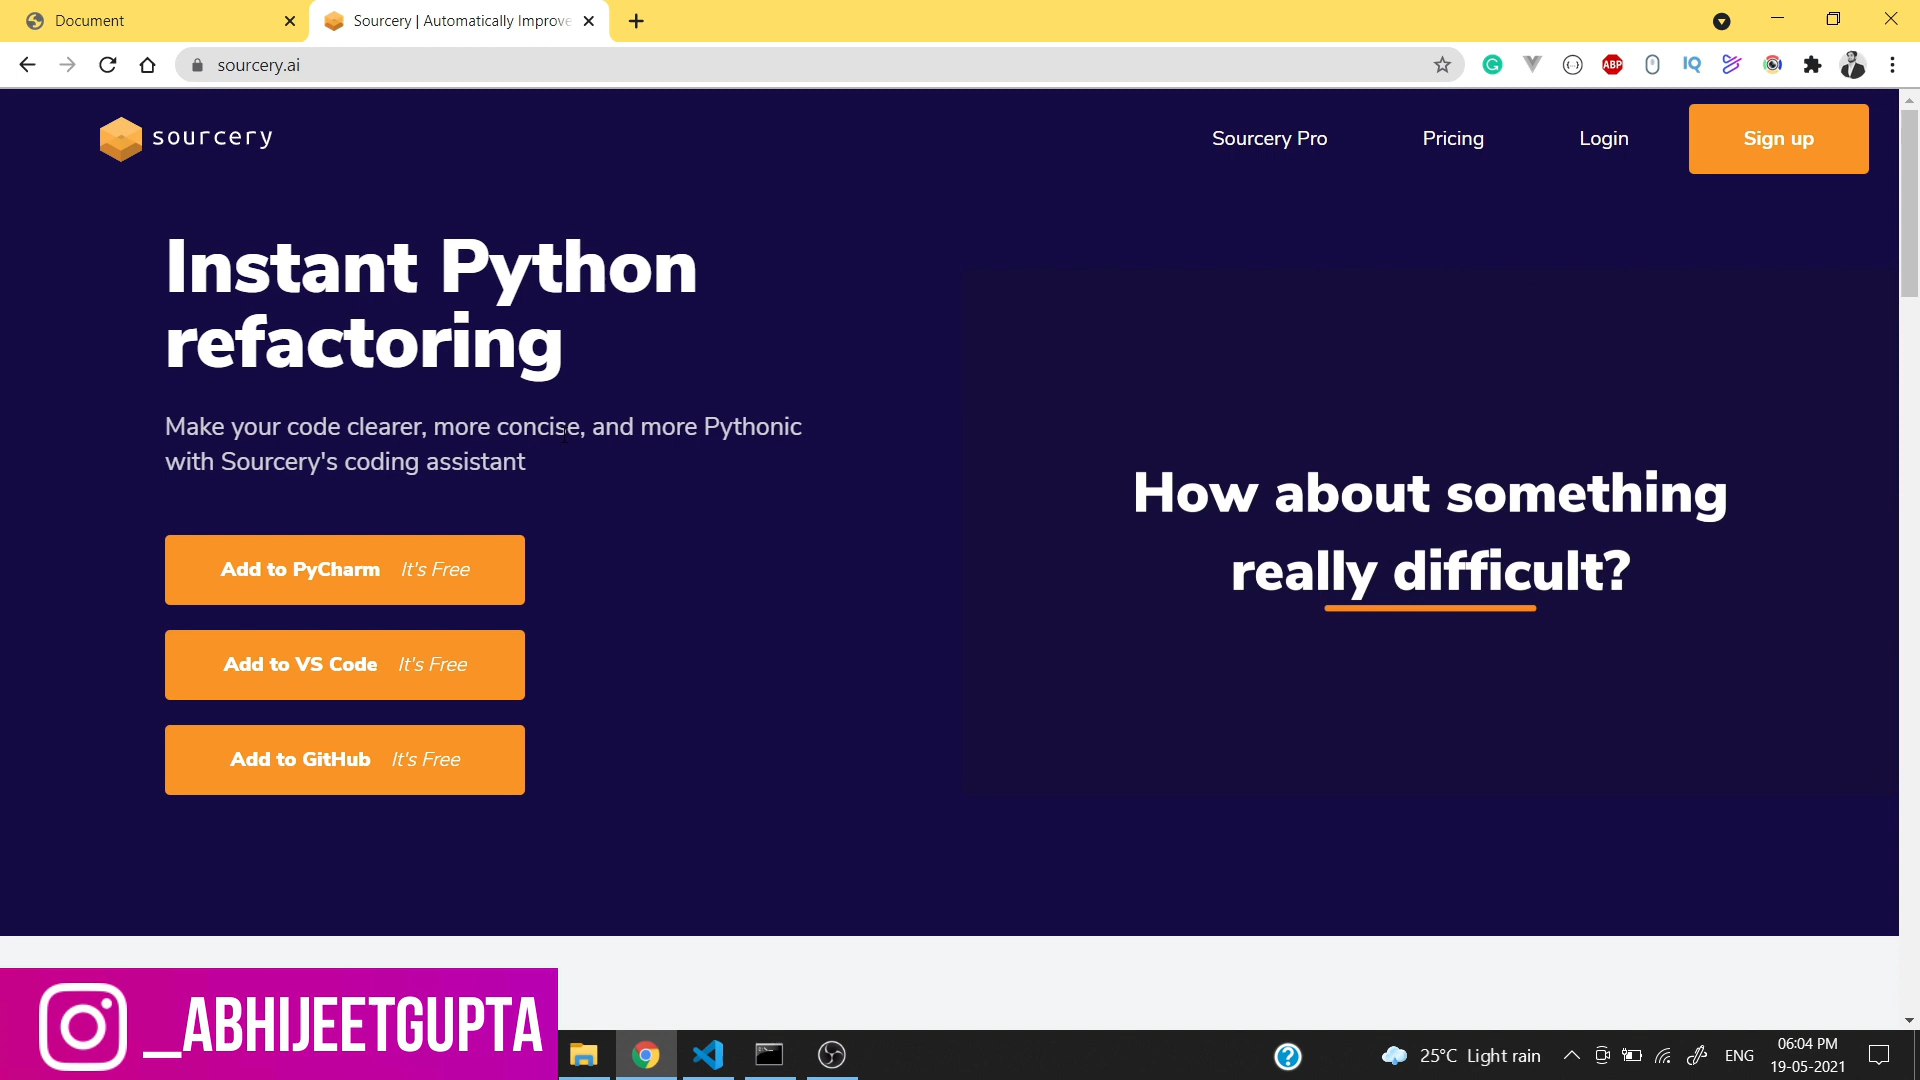 Document
Sourcery | Automatically Improve
sourcery.ai
ABP
IQ
sourcery
Sourcery Pro
Pricing
Login
Sign up
Instant Python
refactoring
Make your code clearer, more concise, and more Pythonic
with Sourcery's coding assistant
Add to PyCharm It's Free
Add to VS Code It's Free
Add to GitHub It's Free
How about something
really difficult?
__ABHIJEETGUPTA
25°C Light rain
ENG
06:04 PM
19-05-2021